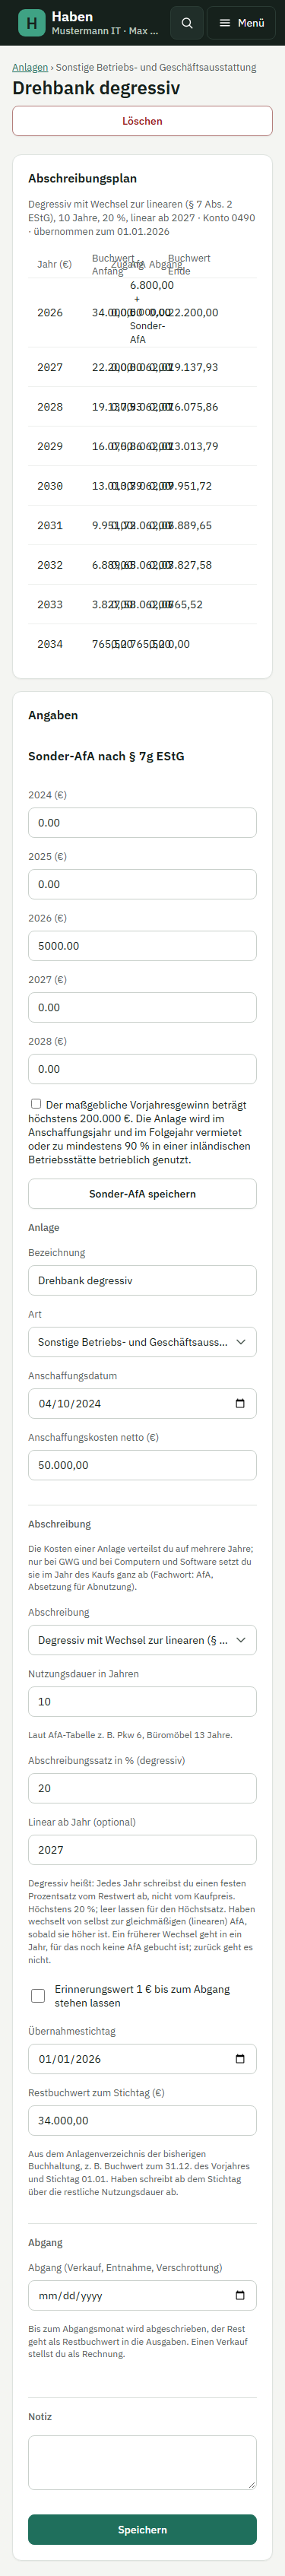 H
Haben
Mustermann IT · Max ...
Menü
Anlagen › Sonstige Betriebs- und Geschäftsausstattung
Drehbank degressiv
Löschen
Abschreibungsplan
Degressiv mit Wechsel zur linearen (§ 7 Abs. 2
EStG), 10 Jahre, 20 %, linear ab 2027 · Konto 0490
· übernommen zum 01.01.2026
Jahr (€) Buchwert Anfang Zugang AfA Abgang Buchwert Ende
6.800,00
+
2026 22.200,00
Sonder-
AfA
2027 19.137,93
2028 16.075,86
2029 13.013,79
2030 9.951,72
2031 6.889,65
2032 3.827,58
2033 765,52
2034 765,52 0,00
Angaben
Sonder-AfA nach § 7g EStG
2024 (€)
0.00
2025 (€)
0.00
2026 (€)
5000.00
2027 (€)
0.00
2028 (€)
0.00
Der maßgebliche Vorjahresgewinn beträgt
höchstens 200.000 €. Die Anlage wird im
Anschaffungsjahr und im Folgejahr vermietet
oder zu mindestens 90 % in einer inländischen
Betriebsstätte betrieblich genutzt.
Sonder-AfA speichern
Anlage
Bezeichnung
Drehbank degressiv
Art
Sonstige Betriebs- und Geschäftsauss...
Anschaffungsdatum
04/10/2024
Anschaffungskosten netto (€)
50.000,00
Abschreibung
Die Kosten einer Anlage verteilst du auf mehrere Jahre;
nur bei GWG und bei Computern und Software setzt du
sie im Jahr des Kaufs ganz ab (Fachwort: AfA,
Absetzung für Abnutzung).
Abschreibung
Degressiv mit Wechsel zur linearen (§ ...
Nutzungsdauer in Jahren
10
Laut AfA-Tabelle z. B. Pkw 6, Büromöbel 13 Jahre.
Abschreibungssatz in % (degressiv)
20
Linear ab Jahr (optional)
2027
Degressiv heißt: Jedes Jahr schreibst du einen festen
Prozentsatz vom Restwert ab, nicht vom Kaufpreis.
Höchstens 20 %; leer lassen für den Höchstsatz. Haben
wechselt von selbst zur gleichmäßigen (linearen) AfA,
sobald sie höher ist. Ein früherer Wechsel geht in ein
Jahr, für das noch keine AfA gebucht ist; zurück geht es
nicht.
Erinnerungswert 1 € bis zum Abgang
stehen lassen
Übernahmestichtag
01/01/2026
Restbuchwert zum Stichtag (€)
34.000,00
Aus dem Anlagenverzeichnis der bisherigen
Buchhaltung, z. B. Buchwert zum 31.12. des Vorjahres
und Stichtag 01.01. Haben schreibt ab dem Stichtag
über die restliche Nutzungsdauer ab.
Abgang
Abgang (Verkauf, Entnahme, Verschrottung)
mm/dd/yyyy
Bis zum Abgangsmonat wird abgeschrieben, der Rest
geht als Restbuchwert in die Ausgaben. Einen Verkauf
stellst du als Rechnung.
Notiz
Speichern